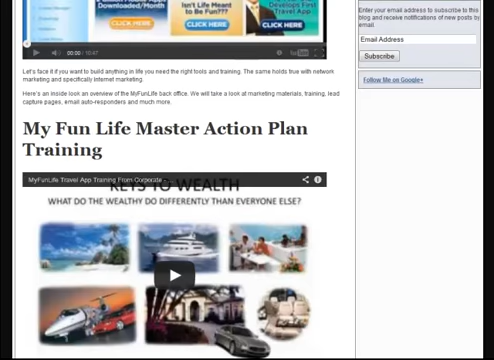 Downloaded/Month
Isn't Life Meant
to Be Fun???
Develops First
Travel App
CLICK HERE
CLICK HERE
CLICK HERE
Enter your email address to subscribe to this
blog and receive notifications of new posts by
email.
Email Address
Subscribe
Follow Me on Google+
Let's face it if you want to build anything in life you need the right tools and training. The same holds true with network
marketing and specifically internet marketing.
Here's an inside look an overview of the MyFunLife back office. We will take a look at marketing materials, training, lead
capture pages, email auto-responders and much more.
My Fun Life Master Action Plan
Training
MyFunLife Travel App Training From Corporate
KEYS TO WEALTH
WHAT DO THE WEALTHY DO DIFFERENTLY THAN EVERYONE ELSE?